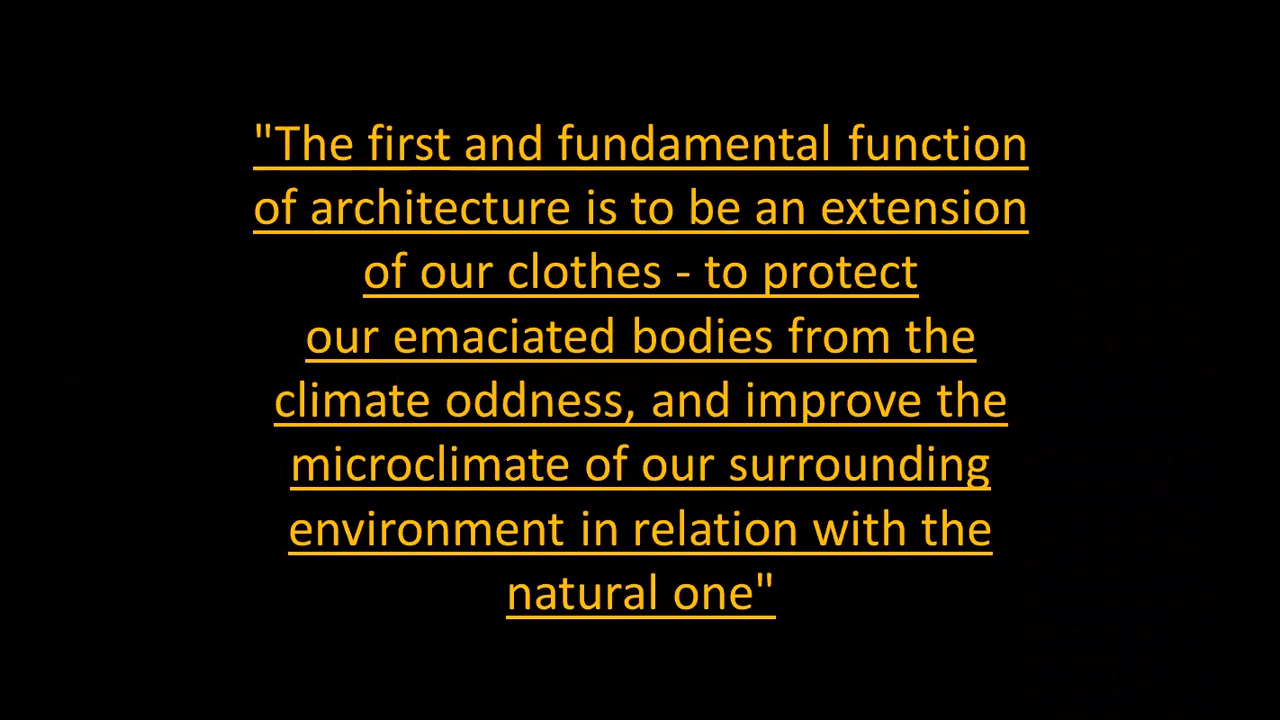 "The first and fundamental function
of architecture is to be an extension
of our clothes - to protect
our emaciated bodies from the
climate oddness, and improve the
microclimate of our surrounding
environment in relation with the
natural one"